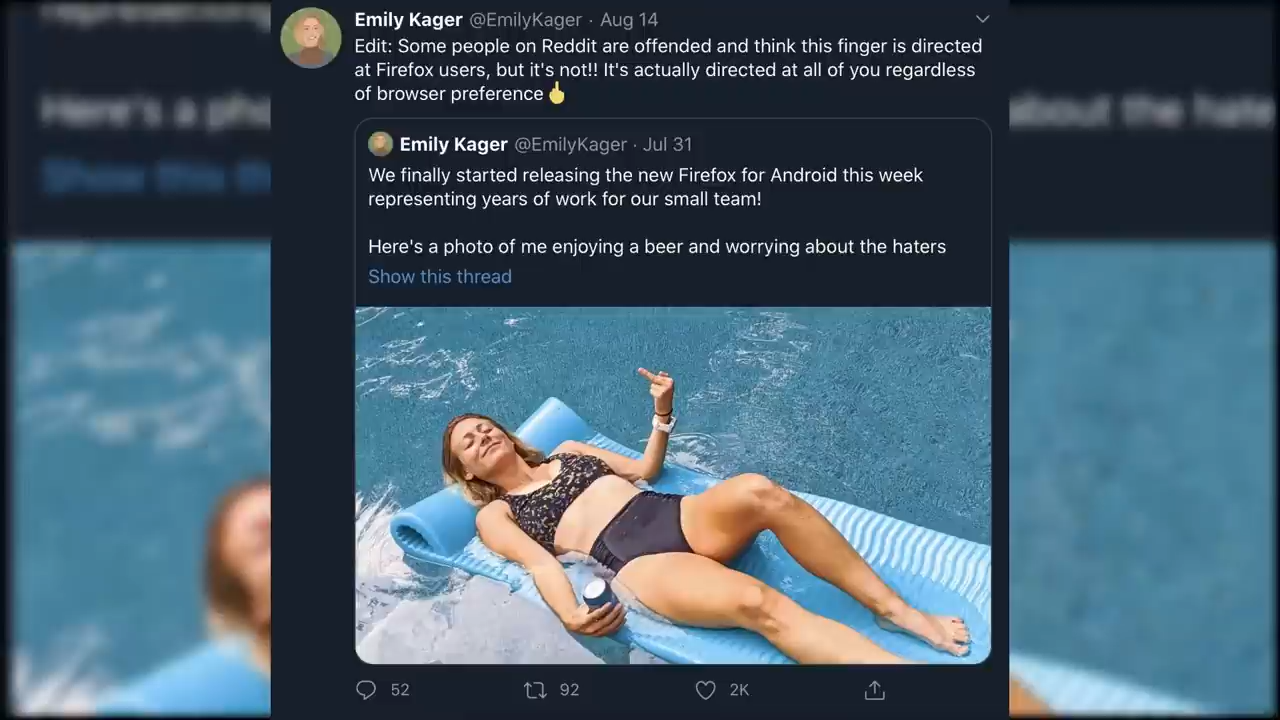 Emily Kager @EmilyKager · Aug 14
Edit: Some people on Reddit are offended and think this finger is directed
at Firefox users, but it's not!! It's actually directed at all of you regardless
of browser preference🖕
Emily Kager @EmilyKager · Jul 31
We finally started releasing the new Firefox for Android this week
representing years of work for our small team!
Here's a photo of me enjoying a beer and worrying about the haters
Show this thread
52 92 2K